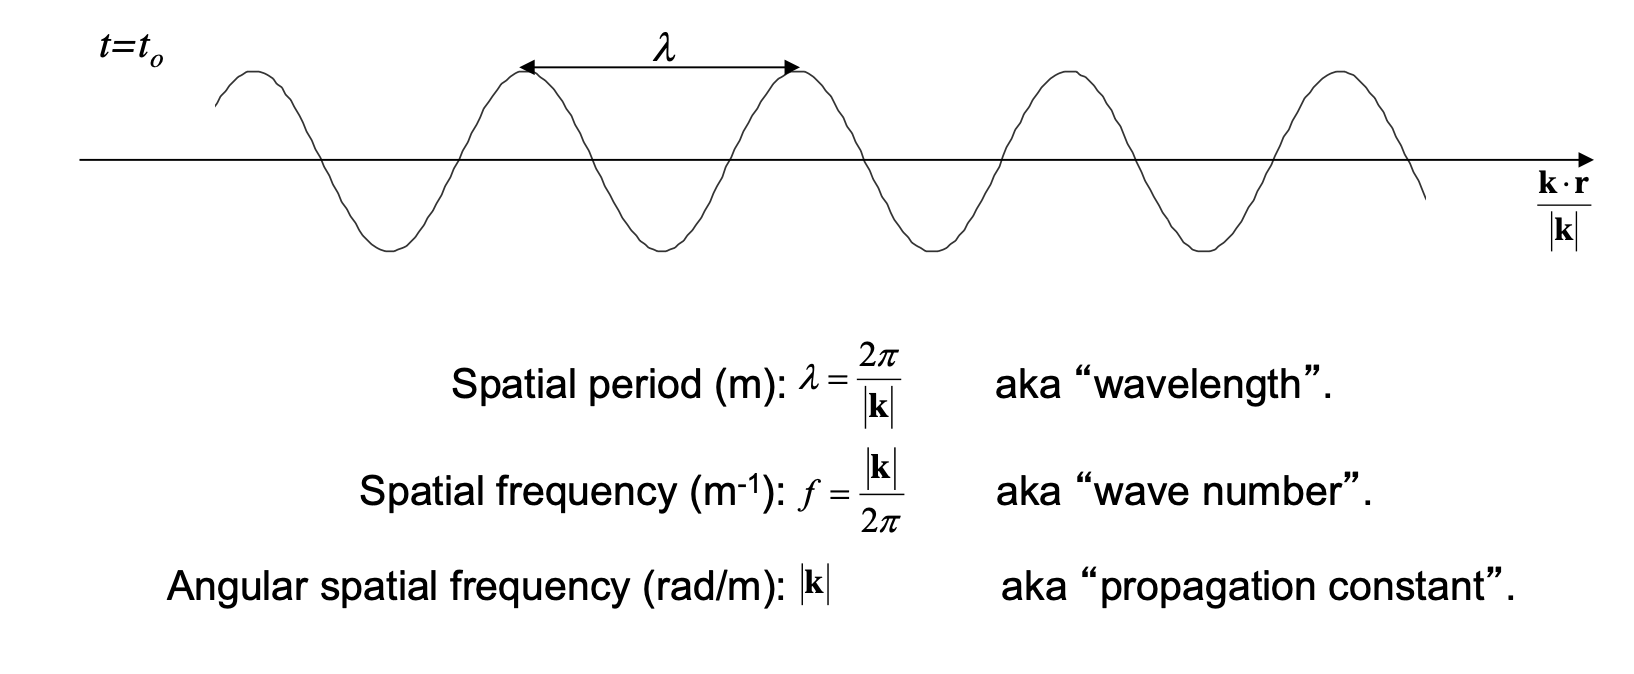 t=tₒ
λ
k · r / |k|
Spatial period (m): λ = 2π / |k| aka “wavelength”.
Spatial frequency (m⁻¹): f = |k| / 2π aka “wave number”.
Angular spatial frequency (rad/m): |k| aka “propagation constant”.